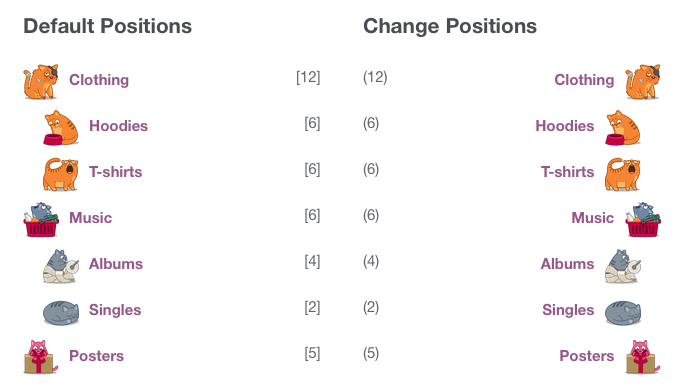 Default Positions
Clothing [12]
Hoodies [6]
T-shirts [6]
Music [6]
Albums [4]
Singles [2]
Posters [5]
Change Positions
(12) Clothing
(6) Hoodies
(6) T-shirts
(6) Music
(4) Albums
(2) Singles
(5) Posters